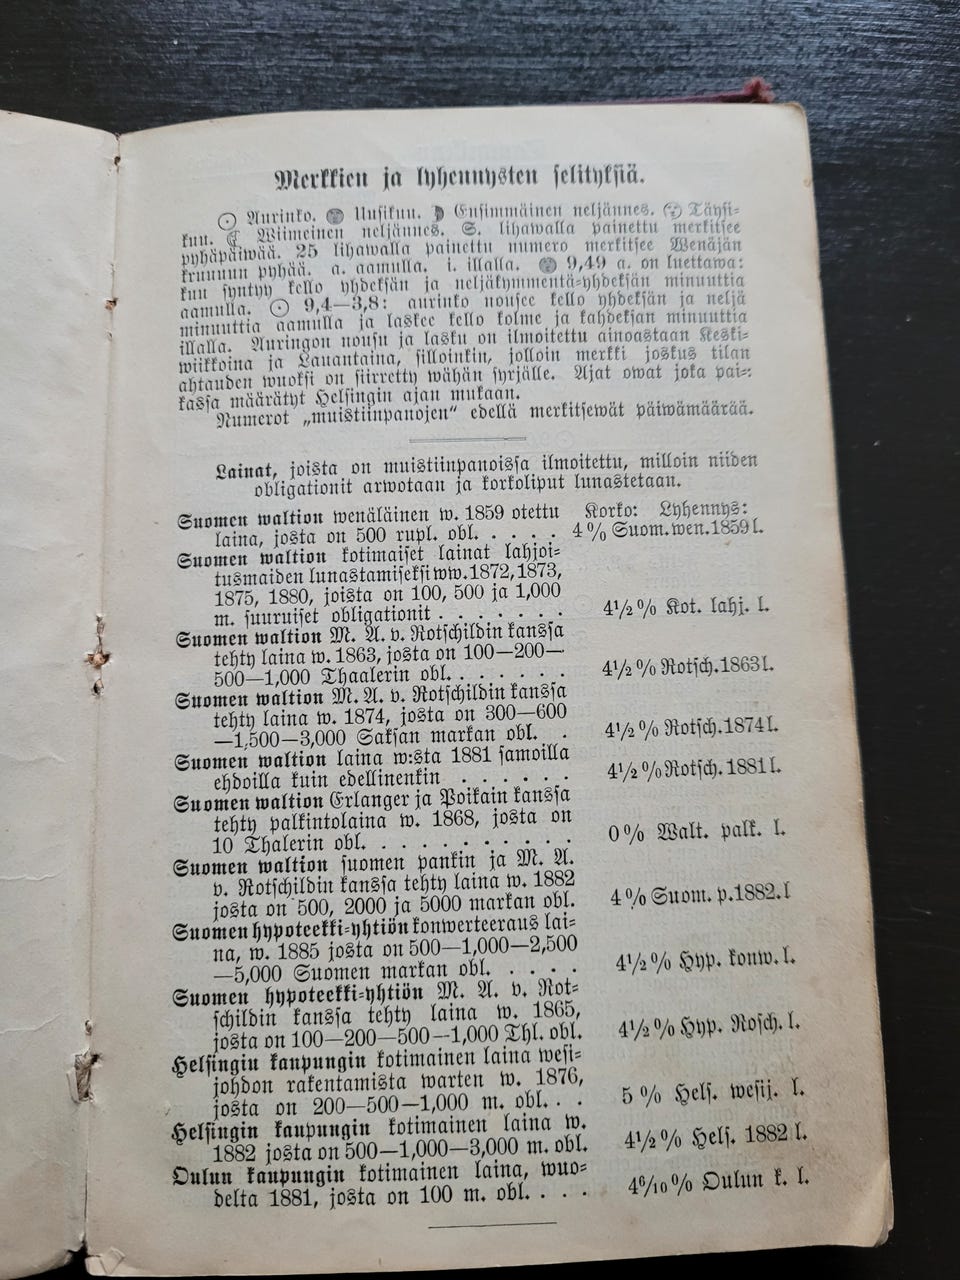 Merkkien ja lyhennysten selityksiä.
☉ Aurinko. 🌑 Uusikuu. ☽ Ensimmäinen neljännes. 🌕 Täysi-
kuu. ☾ Wiimeinen neljännes. S. lihawalla painettu merkitsee
pyhäpäiwää. 25 lihawalla painettu numero merkitsee Wenäjän
kruunun pyhää. a. aamulla. i. illalla. 🌑 9,49 a. on luettawa:
kuu syntyy kello yhdeksän ja neljäkymmentä-yhdeksän minuuttia
aamulla. ☉ 9,4—3,8: aurinko nousee kello yhdeksän ja neljä
minuuttia aamulla ja laskee kello kolme ja kahdeksan minuuttia
illalla. Auringon nousu ja lasku on ilmoitettu ainoastaan Keski-
wiikkoina ja Lauantaina, silloinkin, jolloin merkki joskus tilan
ahtauden wuoksi on siirretty wähän syrjälle. Ajat owat joka pai-
kassa määrätyt Helsingin ajan mukaan.
Numerot „muistiinpanojen“ edellä merkitsewät päiwämäärää.
Lainat, joista on muistiinpanoissa ilmoitettu, milloin niiden
obligationit arwotaan ja korkoliput lunastetaan.
Korko: Lyhennys:
Suomen waltion wenäläinen w. 1859 otettu
laina, josta on 500 rupl. obl. . . . . 4 % Suom. wen. 1859 l.
Suomen waltion kotimaiset lainat lahjoi-
tusmaiden lunastamiseksi ww. 1872, 1873,
1875, 1880, joista on 100, 500 ja 1,000
m. suuruiset obligationit . . . . . . . 4½ % Kot. lahj. l.
Suomen waltion M. A. v. Rotschildin kanssa
tehty laina w. 1863, josta on 100—200—
500—1,000 Thaalerin obl. . . . . . . 4½ % Rotsch. 1863 l.
Suomen waltion M. A. v. Rotschildin kanssa
tehty laina w. 1874, josta on 300—600
—1,500—3,000 Saksan markan obl. . 4½ % Rotsch. 1874 l.
Suomen waltion laina w:sta 1881 samoilla
ehdoilla kuin edellinenkin . . . . . . 4½ % Rotsch. 1881 l.
Suomen waltion Erlanger ja Poikain kanssa
tehty palkintolaina w. 1868, josta on
10 Thalerin obl. . . . . . . . . . . 0 % Walt. palk. l.
Suomen waltion suomen pankin ja M. A.
v. Rotschildin kanssa tehty laina w. 1882
josta on 500, 2000 ja 5000 markan obl. 4 % Suom. p. 1882. l
Suomen hypoteekki-yhtiön konwerteeraus lai-
na, w. 1885 josta on 500—1,000—2,500
—5,000 Suomen markan obl. . . . . 4½ % Hyp. konw. l.
Suomen hypoteekki-yhtiön M. A. v. Rot-
schildin kanssa tehty laina w. 1865,
josta on 100—200—500—1,000 Thl. obl. 4½ % Hyp. Rosch. l.
Helsingin kaupungin kotimainen laina wesi-
johdon rakentamista warten w. 1876,
josta on 200—500—1,000 m. obl. . . 5 % Hels. wesij. l.
Helsingin kaupungin kotimainen laina w.
1882 josta on 500—1,000—3,000 m. obl. 4½ % Hels. 1882 l.
Oulun kaupungin kotimainen laina, wuo-
delta 1881, josta on 100 m. obl. . . . 4⁶/₁₀ % Oulun k. l.